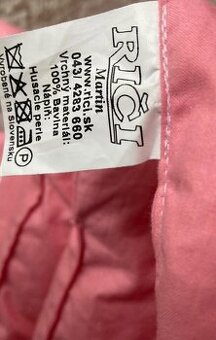 RIČI
Martin
www.rici.sk
043/ 4283 660
Vrchný materiál:
100% Bavlna
Náplň:
Husacie perie
P
Vyrobené na Slovensku